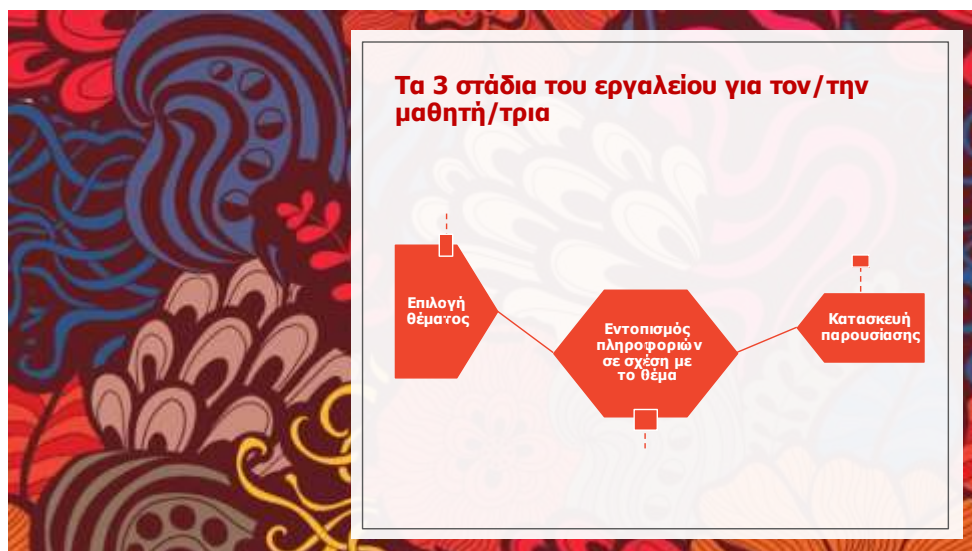 Τα 3 στάδια του εργαλείου για τον/την
μαθητή/τρια
Επιλογή
θέματος
Εντοπισμός
πληροφοριών
σε σχέση με
το θέμα
Κατασκευή
παρουσίασης